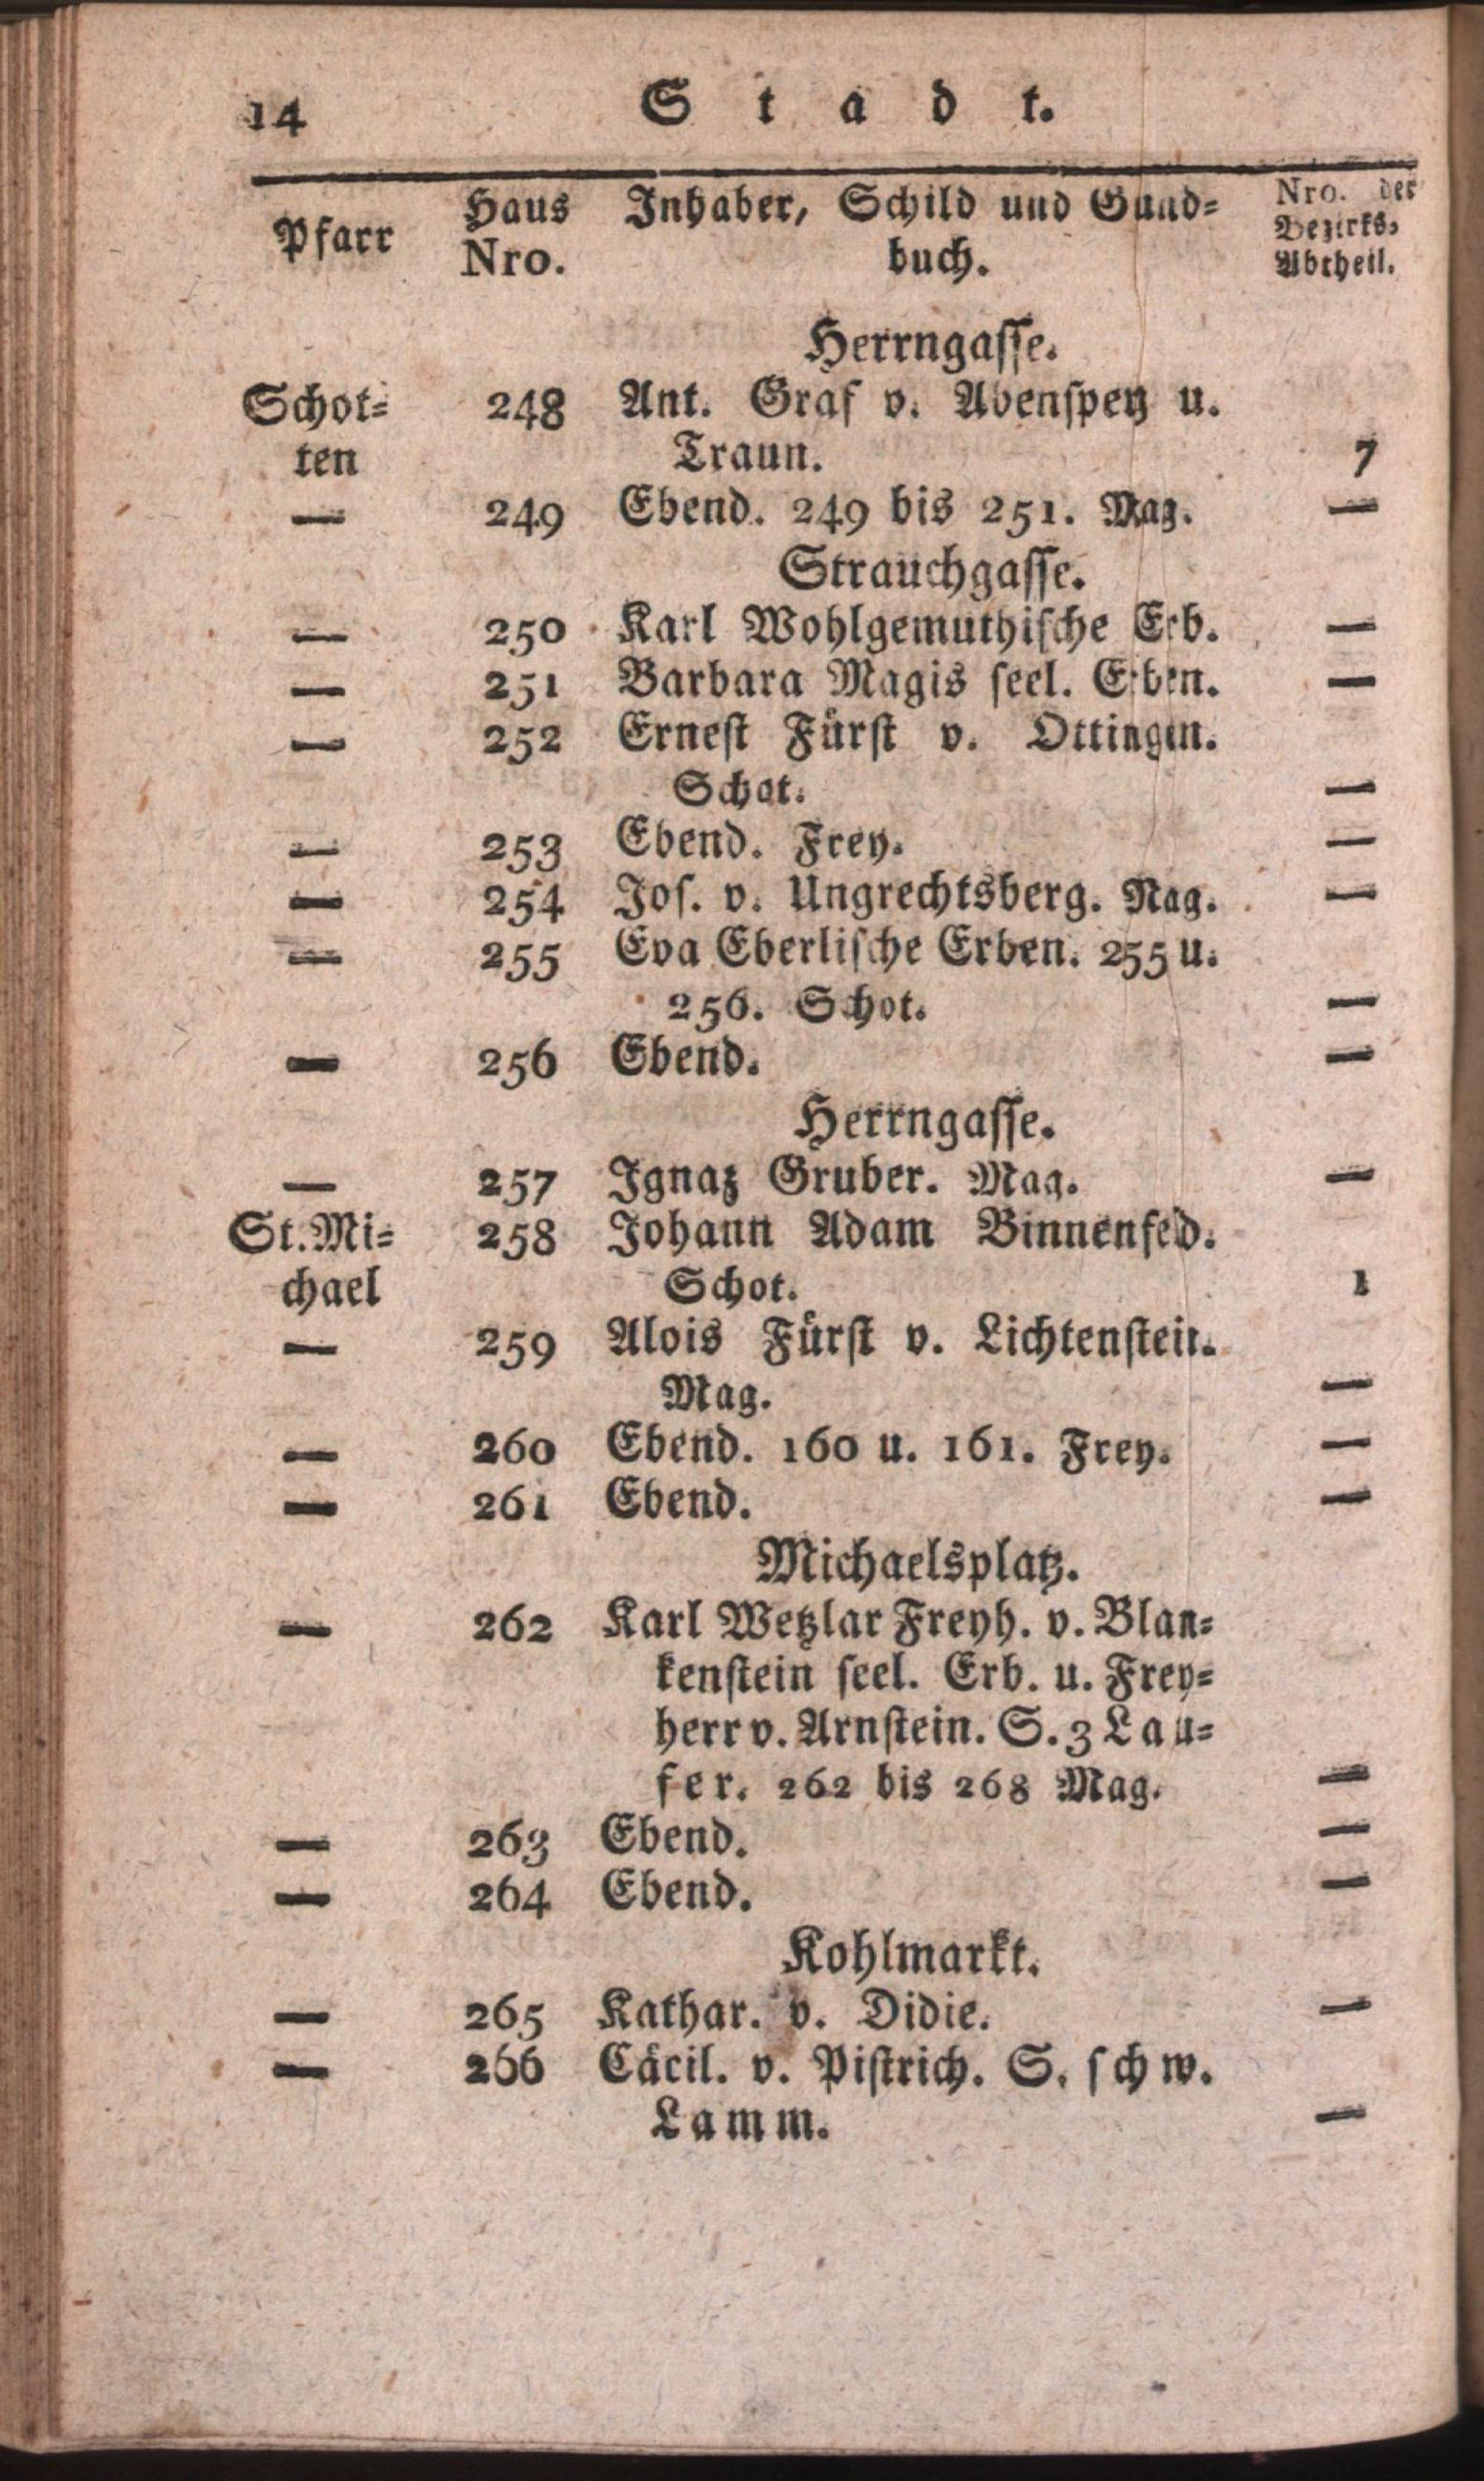 14 Stadt.
Pfarr Haus Nro. Inhaber, Schild und Gund= buch. Nro. der Bezirks= Abtheil.
Herrngasse.
Schot= 248 Ant. Graf v. Abenspeŋ u.
ten Traun. 7
— 249 Ebend. 249 bis 251. Mag. —
Strauchgasse.
— 250 Karl Wohlgemuthische Erb. —
— 251 Barbara Magis seel. Erben. —
— 252 Ernest Fürst v. Ottingen.
Schot. —
— 253 Ebend. Frey. —
— 254 Jos. v. Ungrechtsberg. Nag. —
— 255 Eva Eberlische Erben. 255 u.
256. Schot. —
— 256 Ebend. —
Herrngasse.
— 257 Ignaz Gruber. Mag. —
St. Mi= 258 Johann Adam Binnenfeld.
chael Schot. 1
— 259 Alois Fürst v. Lichtenstein.
Mag. —
— 260 Ebend. 160 u. 161. Frey. —
— 261 Ebend. —
Michaelsplatz.
— 262 Karl Wetzlar Freyh. v. Blan=
kenstein seel. Erb. u. Frey=
herr v. Arnstein. S. 3 Lau=
fer. 262 bis 268 Mag. —
— 263 Ebend. —
— 264 Ebend. —
Kohlmarkt.
— 265 Kathar. v. Didie. —
— 266 Cäcil. v. Pistrich. S. schw.
Lamm. —